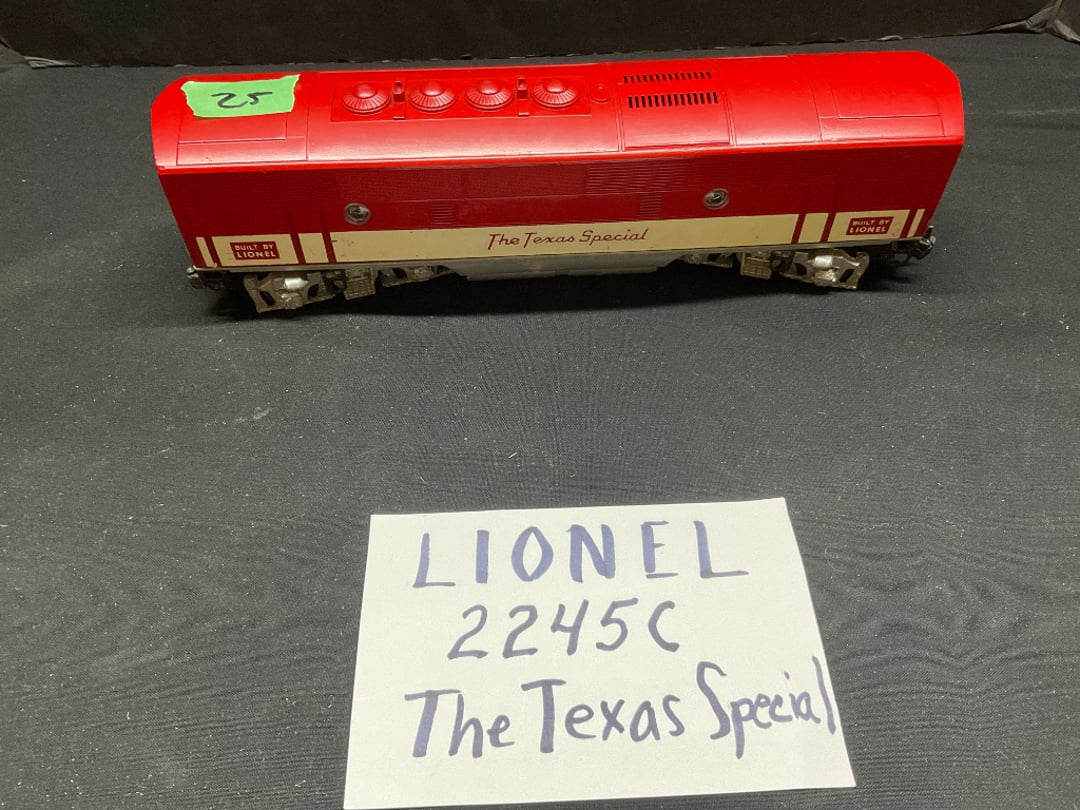 25
The Texas Special
BUILT BY
LIONEL
BUILT BY
LIONEL
LIONEL
2245C
The Texas Special